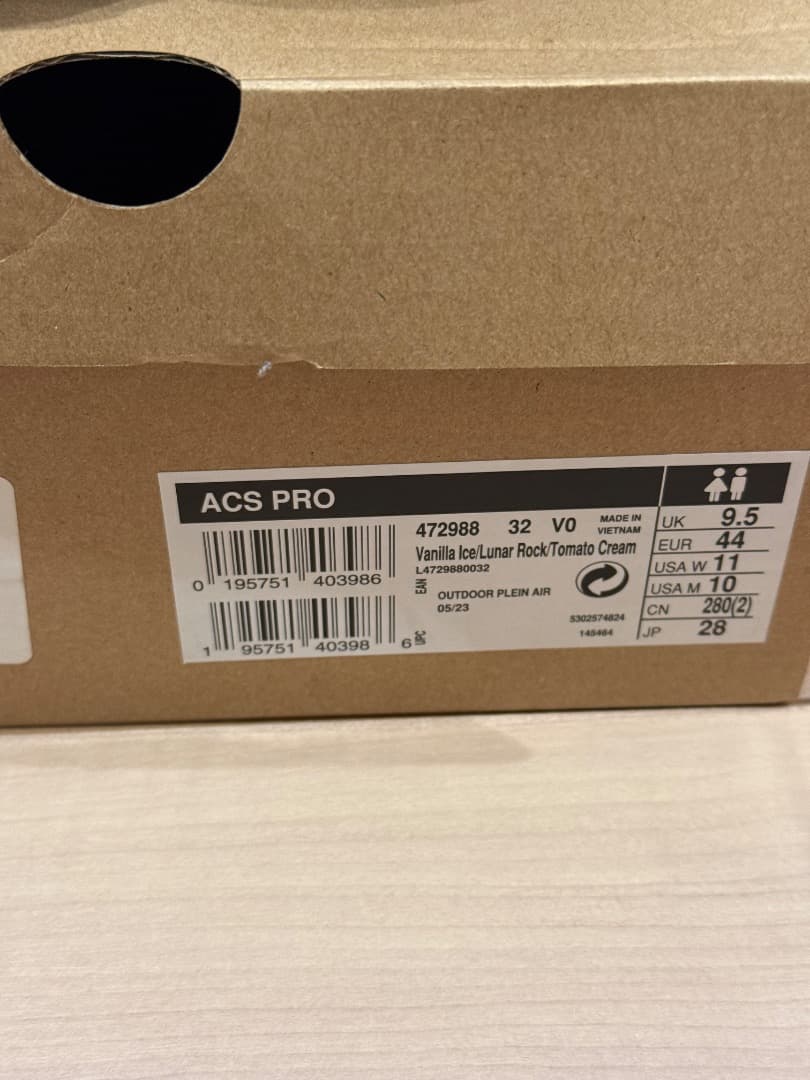 ACS PRO
0 195751 403986
EAN
1 95751 40398 6
UPC
472988 32 V0
MADE IN
VIETNAM
Vanilla Ice/Lunar Rock/Tomato Cream
L4729880032
OUTDOOR PLEIN AIR
05/23
5302574824
145464
UK 9.5
EUR 44
USA W 11
USA M 10
CN 280(2)
JP 28